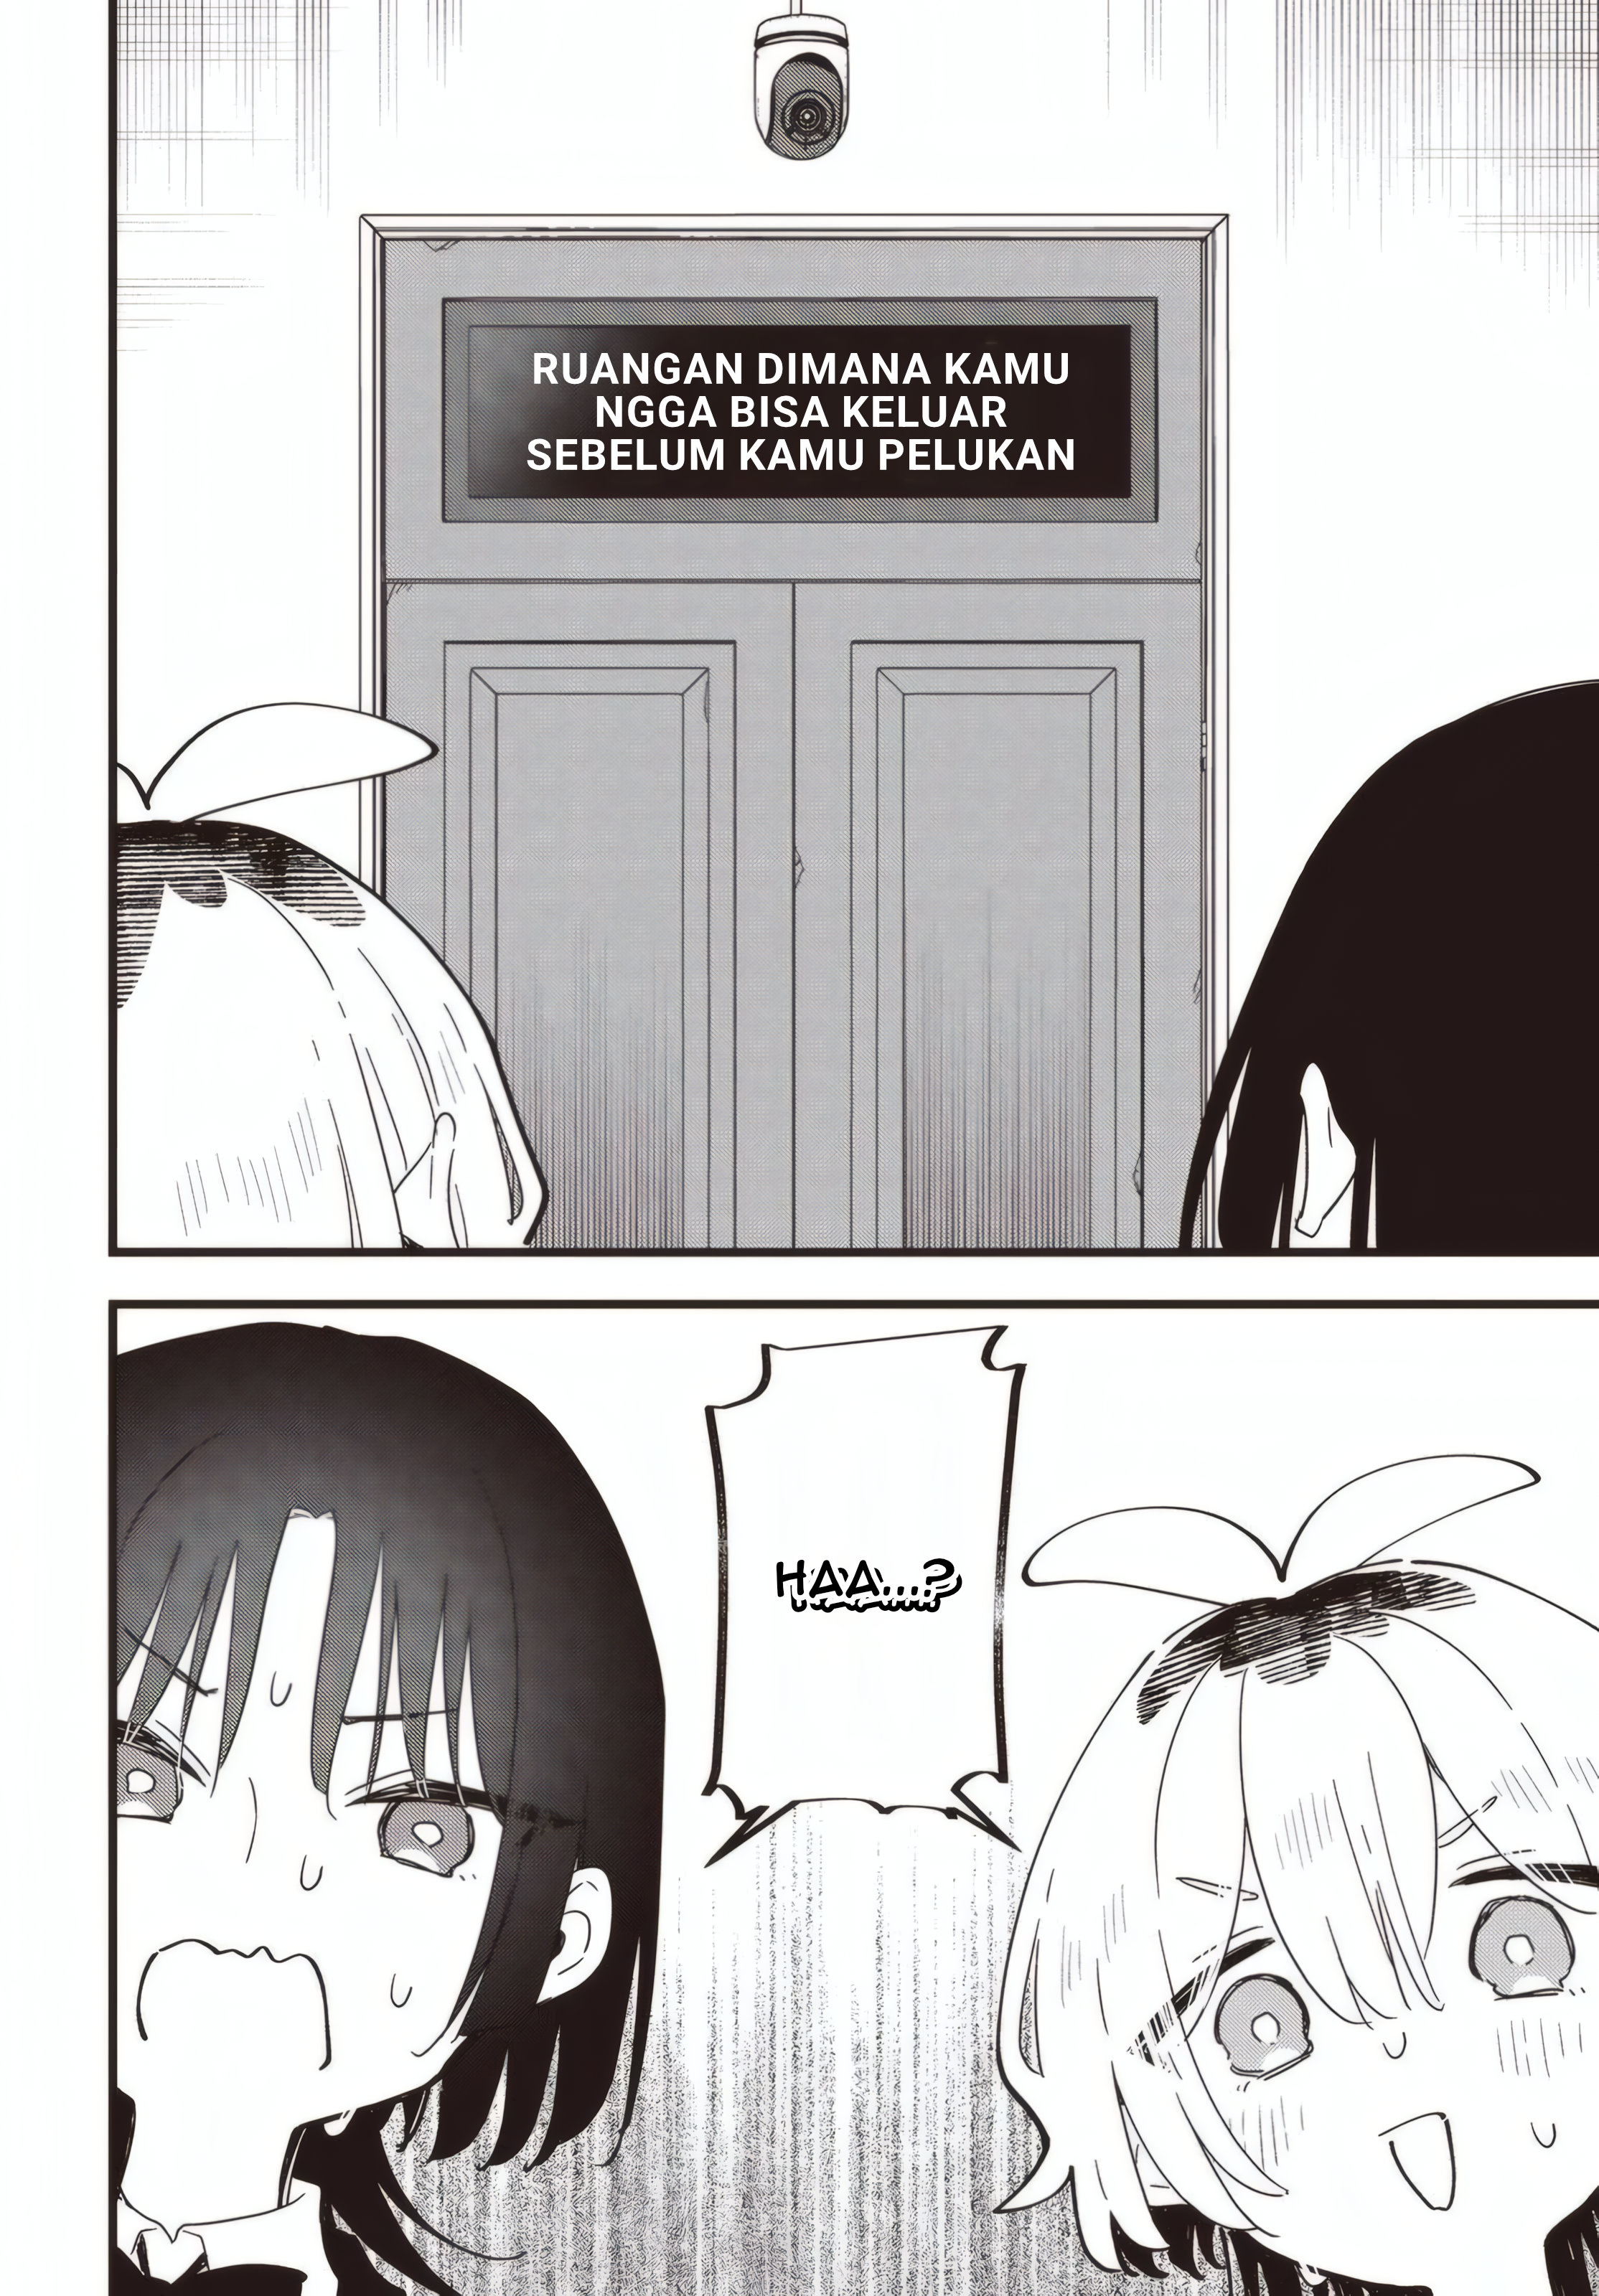 RUANGAN DIMANA KAMU
NGGA BISA KELUAR
SEBELUM KAMU PELUKAN
HAA...?